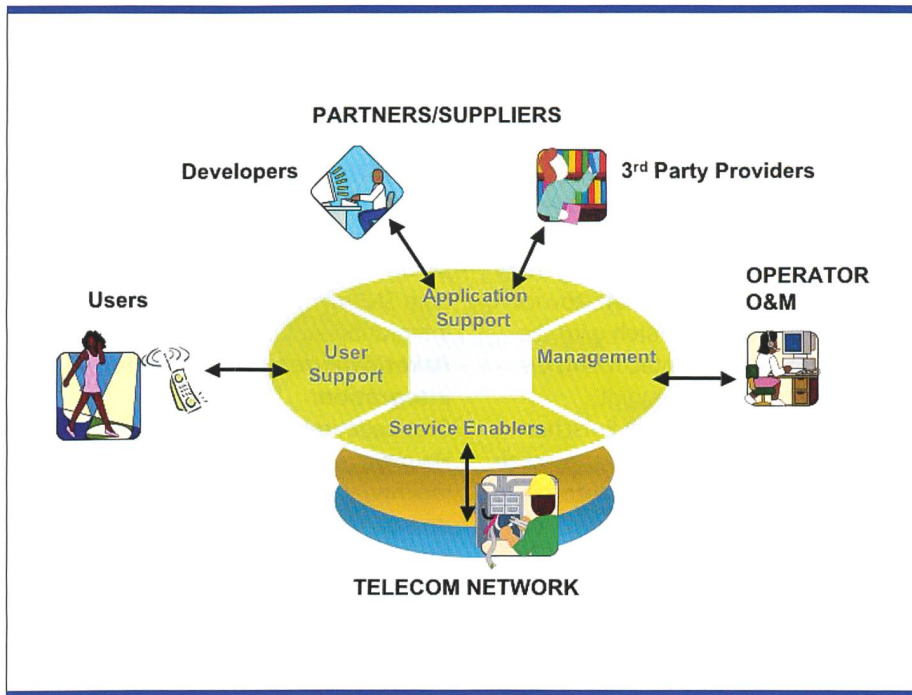 PARTNERS/SUPPLIERS
Developers
3rd Party Providers
OPERATOR
O&M
Users
Application
Support
User
Support
Management
Service Enablers
TELECOM NETWORK